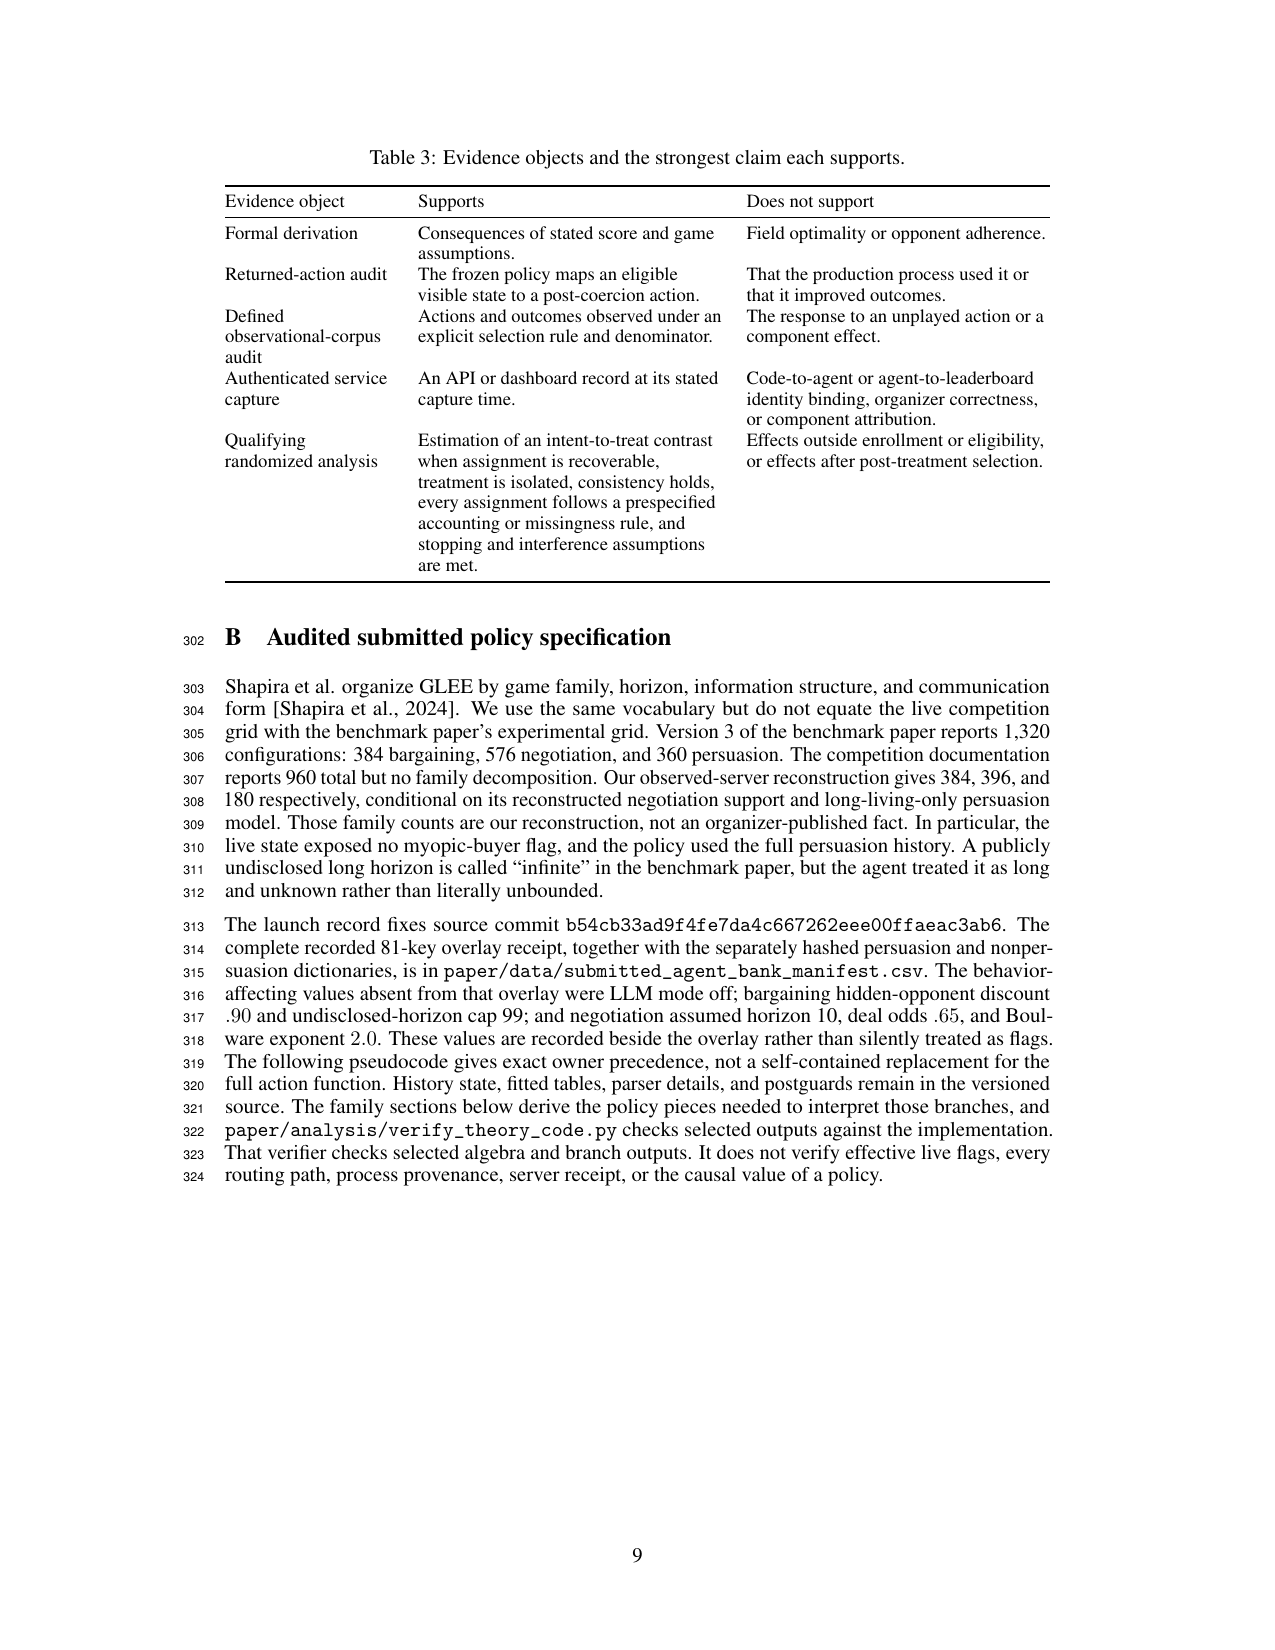 Table 3: Evidence objects and the strongest claim each supports.
Evidence object Supports Does not support
Formal derivation Consequences of stated score and game Field optimality or opponent adherence.
assumptions.
Returned-action audit The frozen policy maps an eligible That the production process used it or
visible state to a post-coercion action. that it improved outcomes.
Defined Actions and outcomes observed under an The response to an unplayed action or a
observational-corpus explicit selection rule and denominator. component effect.
audit
Authenticated service An API or dashboard record at its stated Code-to-agent or agent-to-leaderboard
capture capture time. identity binding, organizer correctness,
or component attribution.
Qualifying Estimation of an intent-to-treat contrast Effects outside enrollment or eligibility,
randomized analysis when assignment is recoverable, or effects after post-treatment selection.
treatment is isolated, consistency holds,
every assignment follows a prespecified
accounting or missingness rule, and
stopping and interference assumptions
are met.
302 B Audited submitted policy specification
303 Shapira et al. organize GLEE by game family, horizon, information structure, and communication
304 form [Shapira et al., 2024]. We use the same vocabulary but do not equate the live competition
305 grid with the benchmark paper's experimental grid. Version 3 of the benchmark paper reports 1,320
306 configurations: 384 bargaining, 576 negotiation, and 360 persuasion. The competition documentation
307 reports 960 total but no family decomposition. Our observed-server reconstruction gives 384, 396, and
308 180 respectively, conditional on its reconstructed negotiation support and long-living-only persuasion
309 model. Those family counts are our reconstruction, not an organizer-published fact. In particular, the
310 live state exposed no myopic-buyer flag, and the policy used the full persuasion history. A publicly
311 undisclosed long horizon is called “infinite” in the benchmark paper, but the agent treated it as long
312 and unknown rather than literally unbounded.
313 The launch record fixes source commit b54cb33ad9f4fe7da4c667262eee00ffaeac3ab6. The
314 complete recorded 81-key overlay receipt, together with the separately hashed persuasion and nonper-
315 suasion dictionaries, is in paper/data/submitted_agent_bank_manifest.csv. The behavior-
316 affecting values absent from that overlay were LLM mode off; bargaining hidden-opponent discount
317 .90 and undisclosed-horizon cap 99; and negotiation assumed horizon 10, deal odds .65, and Boul-
318 ware exponent 2.0. These values are recorded beside the overlay rather than silently treated as flags.
319 The following pseudocode gives exact owner precedence, not a self-contained replacement for the
320 full action function. History state, fitted tables, parser details, and postguards remain in the versioned
321 source. The family sections below derive the policy pieces needed to interpret those branches, and
322 paper/analysis/verify_theory_code.py checks selected outputs against the implementation.
323 That verifier checks selected algebra and branch outputs. It does not verify effective live flags, every
324 routing path, process provenance, server receipt, or the causal value of a policy.
9